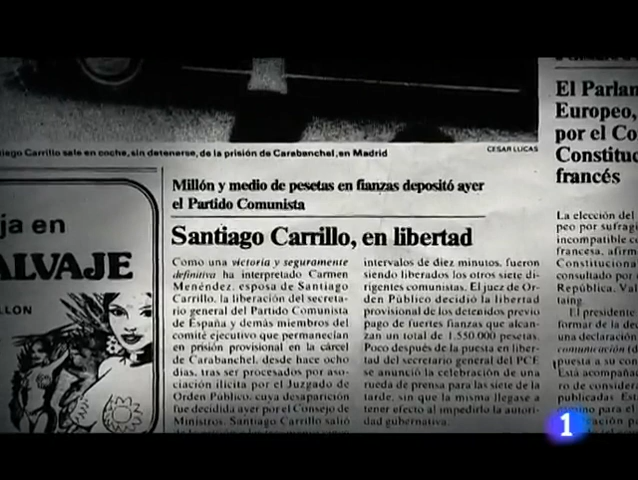 iago Carrillo sale en coche, sin detenerse, de la prisión de Carabanchel, en Madrid
CESAR LUCAS
Millón y medio de pesetas en fianzas depositó ayer
el Partido Comunista
Santiago Carrillo, en libertad
Como una victoria y seguramente
definitiva ha interpretado Carmen
Menéndez, esposa de Santiago
Carrillo, la liberación del secreta-
rio general del Partido Comunista
de España y demás miembros del
comité ejecutivo que permanecían
en prisión provisional en la cárcel
de Carabanchel, desde hace ocho
días, tras ser procesados por aso-
ciación ilícita por el Juzgado de
Orden Público, cuya desaparición
fue decidida ayer por el Consejo de
Ministros. Santiago Carrillo salió
intervalos de diez minutos, fueron
siendo liberados los otros siete di-
rigentes comunistas. El juez de Or-
den Público decidió la libertad
provisional de los detenidos previo
pago de fuertes fianzas que alcan-
zan un total de 1.550.000 pesetas.
Poco después de la puesta en liber-
tad del secretario general del PCE
se anunció la celebración de una
rueda de prensa para las siete de la
tarde, sin que la misma llegase a
tener efecto al impedirlo la autori-
dad gubernativa.
ja en
ALVAJE
LLON
El Parlam
Europeo,
por el Co
Constituc
francés
La elección del
peo por sufragi
incompatible c
francesa, afirm
Constituciona
consultado por
República, Val
taing.
El presidente
formar de la de
una declaración
comunicación (d
puesta a su con
Está acompañad
ro de considera
publicadas Est
camino para el
cación pa
1